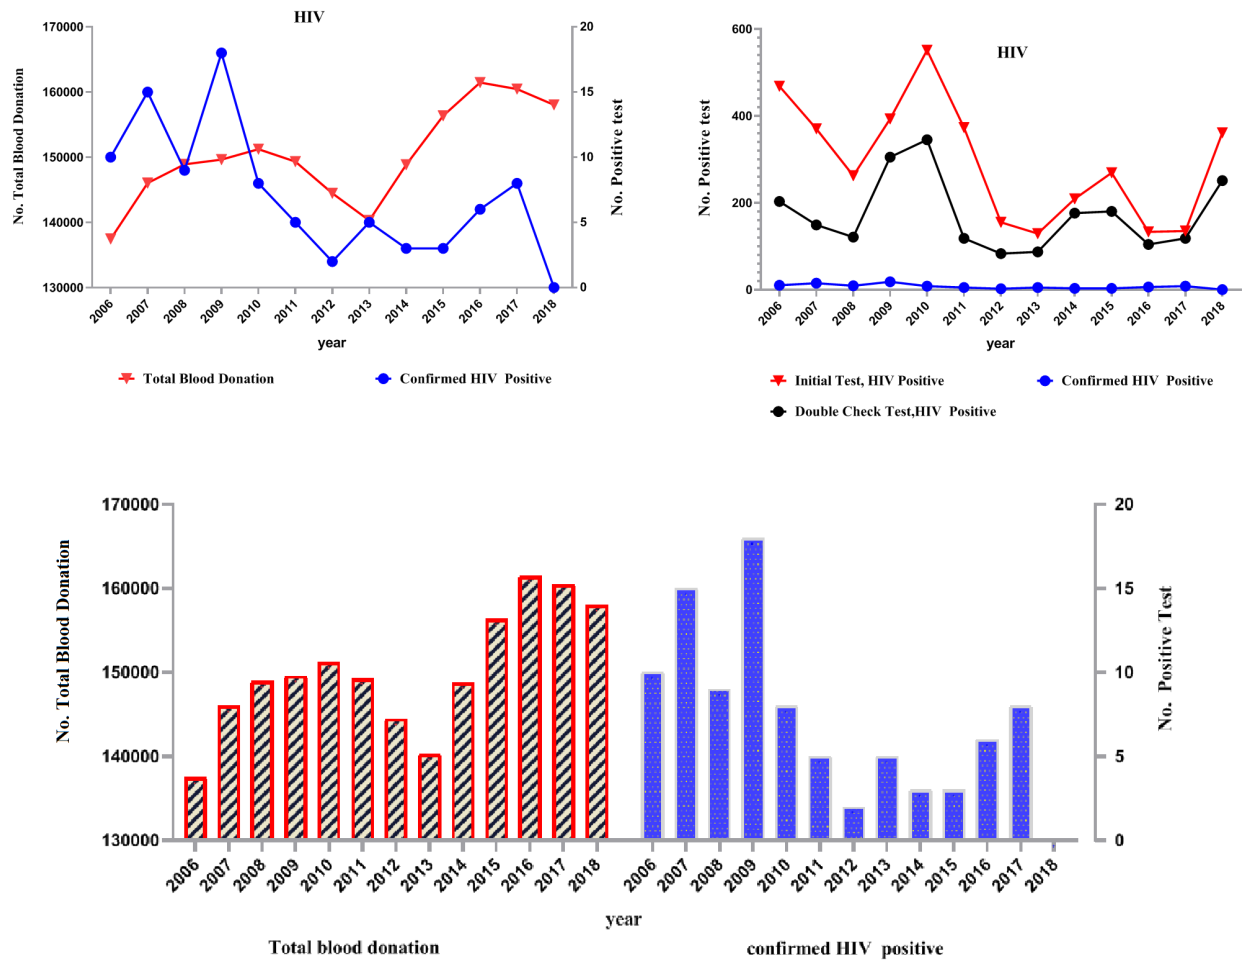 HIV
170000
160000
150000
140000
130000
No. Total Blood Donation
20
15
10
5
0
No. Positive test
2006 2007 2008 2009 2010 2011 2012 2013 2014 2015 2016 2017 2018
year
Total Blood Donation
Confirmed HIV Positive
HIV
600
400
200
0
No. Positive test
2006 2007 2008 2009 2010 2011 2012 2013 2014 2015 2016 2017 2018
year
Initial Test, HIV Positive
Confirmed HIV Positive
Double Check Test,HIV Positive
170000
160000
150000
140000
130000
No. Total Blood Donation
20
15
10
5
0
No. Positive Test
2006 2007 2008 2009 2010 2011 2012 2013 2014 2015 2016 2017 2018
2006 2007 2008 2009 2010 2011 2012 2013 2014 2015 2016 2017 2018
year
Total blood donation
confirmed HIV positive